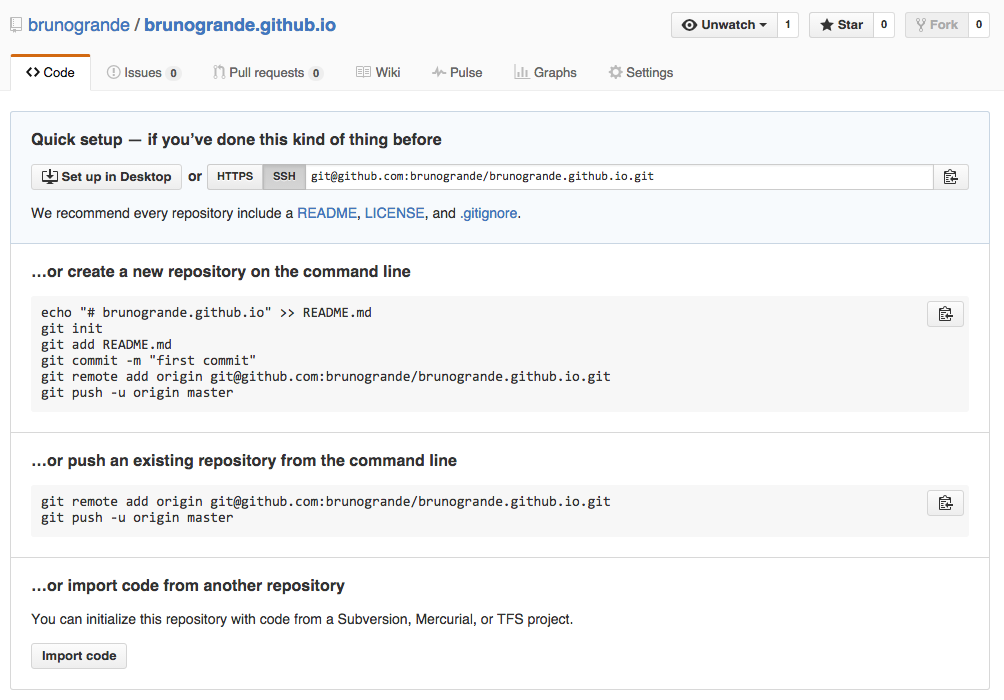 brunogrande / brunogrande.github.io
Unwatch 1 Star 0 Fork 0
Code Issues 0 Pull requests 0 Wiki Pulse Graphs Settings
Quick setup — if you’ve done this kind of thing before
Set up in Desktop or HTTPS SSH git@github.com:brunogrande/brunogrande.github.io.git
We recommend every repository include a README, LICENSE, and .gitignore.
…or create a new repository on the command line
echo "# brunogrande.github.io" >> README.md
git init
git add README.md
git commit -m "first commit"
git remote add origin git@github.com:brunogrande/brunogrande.github.io.git
git push -u origin master
…or push an existing repository from the command line
git remote add origin git@github.com:brunogrande/brunogrande.github.io.git
git push -u origin master
…or import code from another repository
You can initialize this repository with code from a Subversion, Mercurial, or TFS project.
Import code